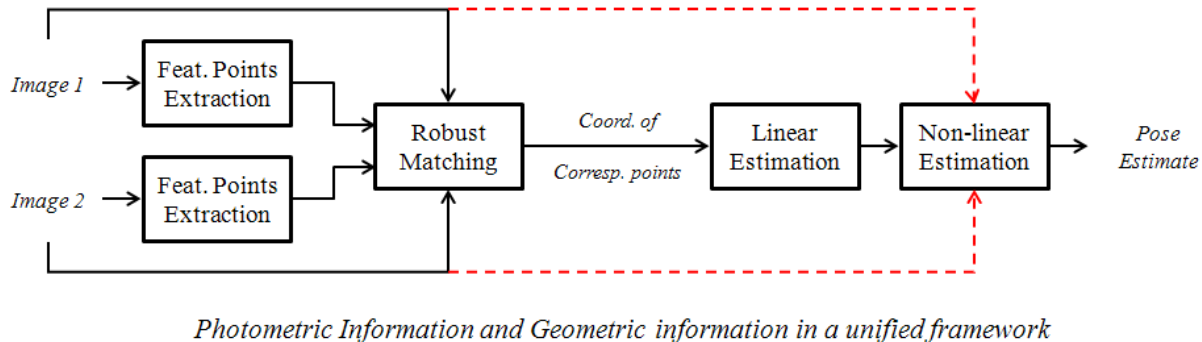 Image 1
Feat. Points
Extraction
Image 2
Feat. Points
Extraction
Robust
Matching
Coord. of
Corresp. points
Linear
Estimation
Non-linear
Estimation
Pose
Estimate
Photometric Information and Geometric information in a unified framework